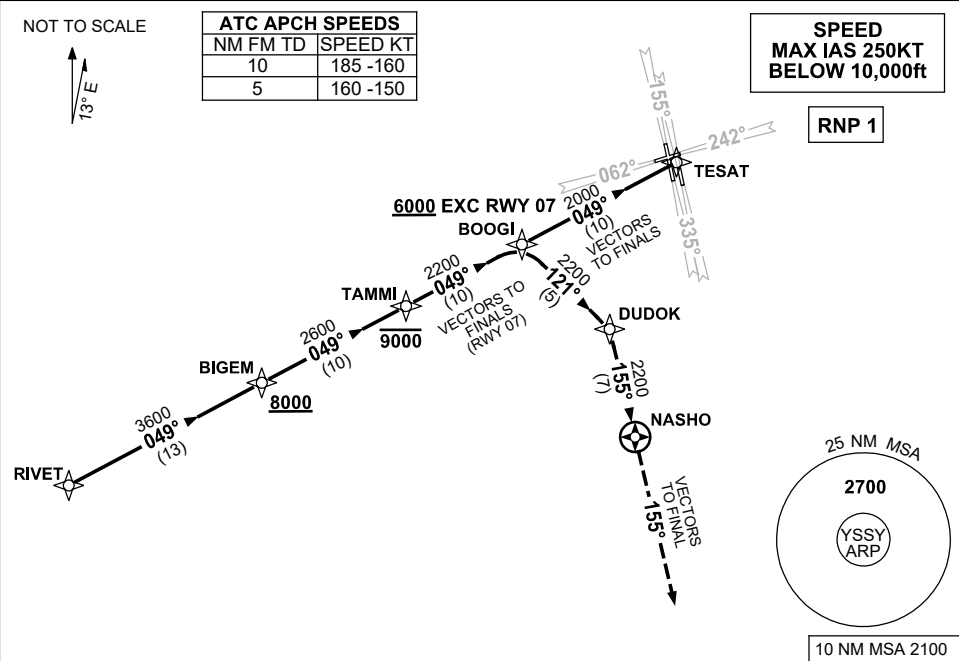 NOT TO SCALE
13° E
ATC APCH SPEEDS
NM FM TD SPEED KT
10 185 -160
5 160 -150
SPEED
MAX IAS 250KT
BELOW 10,000ft
RNP 1
155°
242°
062°
335°
TESAT
6000 EXC RWY 07
BOOGI
2000
049°
(10)
VECTORS
TO FINALS
2200
049°
(10)
VECTORS TO
FINALS
(RWY 07)
2200
121°
(5)
TAMMI
9000
DUDOK
2600
049°
(10)
BIGEM
8000
2200
155°
(7)
NASHO
3600
049°
(13)
RIVET
155°
VECTORS
TO FINAL
25 NM MSA
2700
YSSY
ARP
10 NM MSA 2100